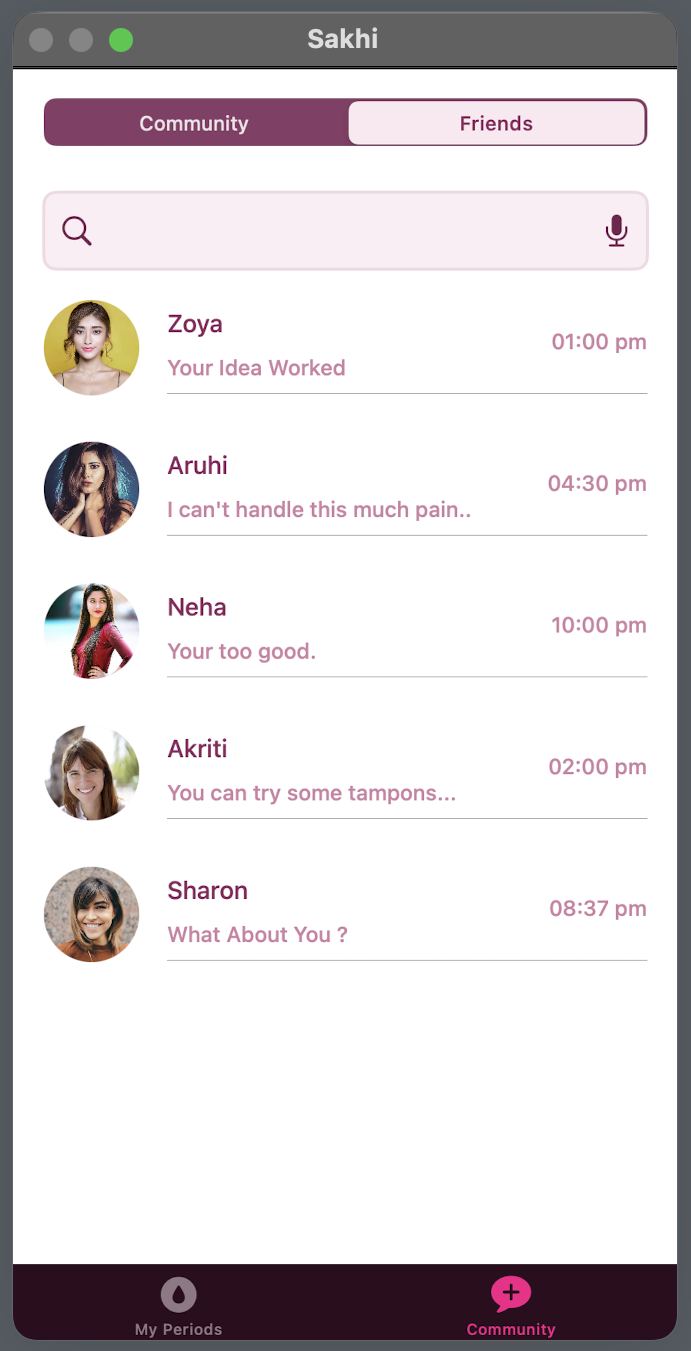 Sakhi
Community
Friends
Zoya
01:00 pm
Your Idea Worked
Aruhi
04:30 pm
I can't handle this much pain..
Neha
10:00 pm
Your too good.
Akriti
02:00 pm
You can try some tampons...
Sharon
08:37 pm
What About You ?
My Periods
Community